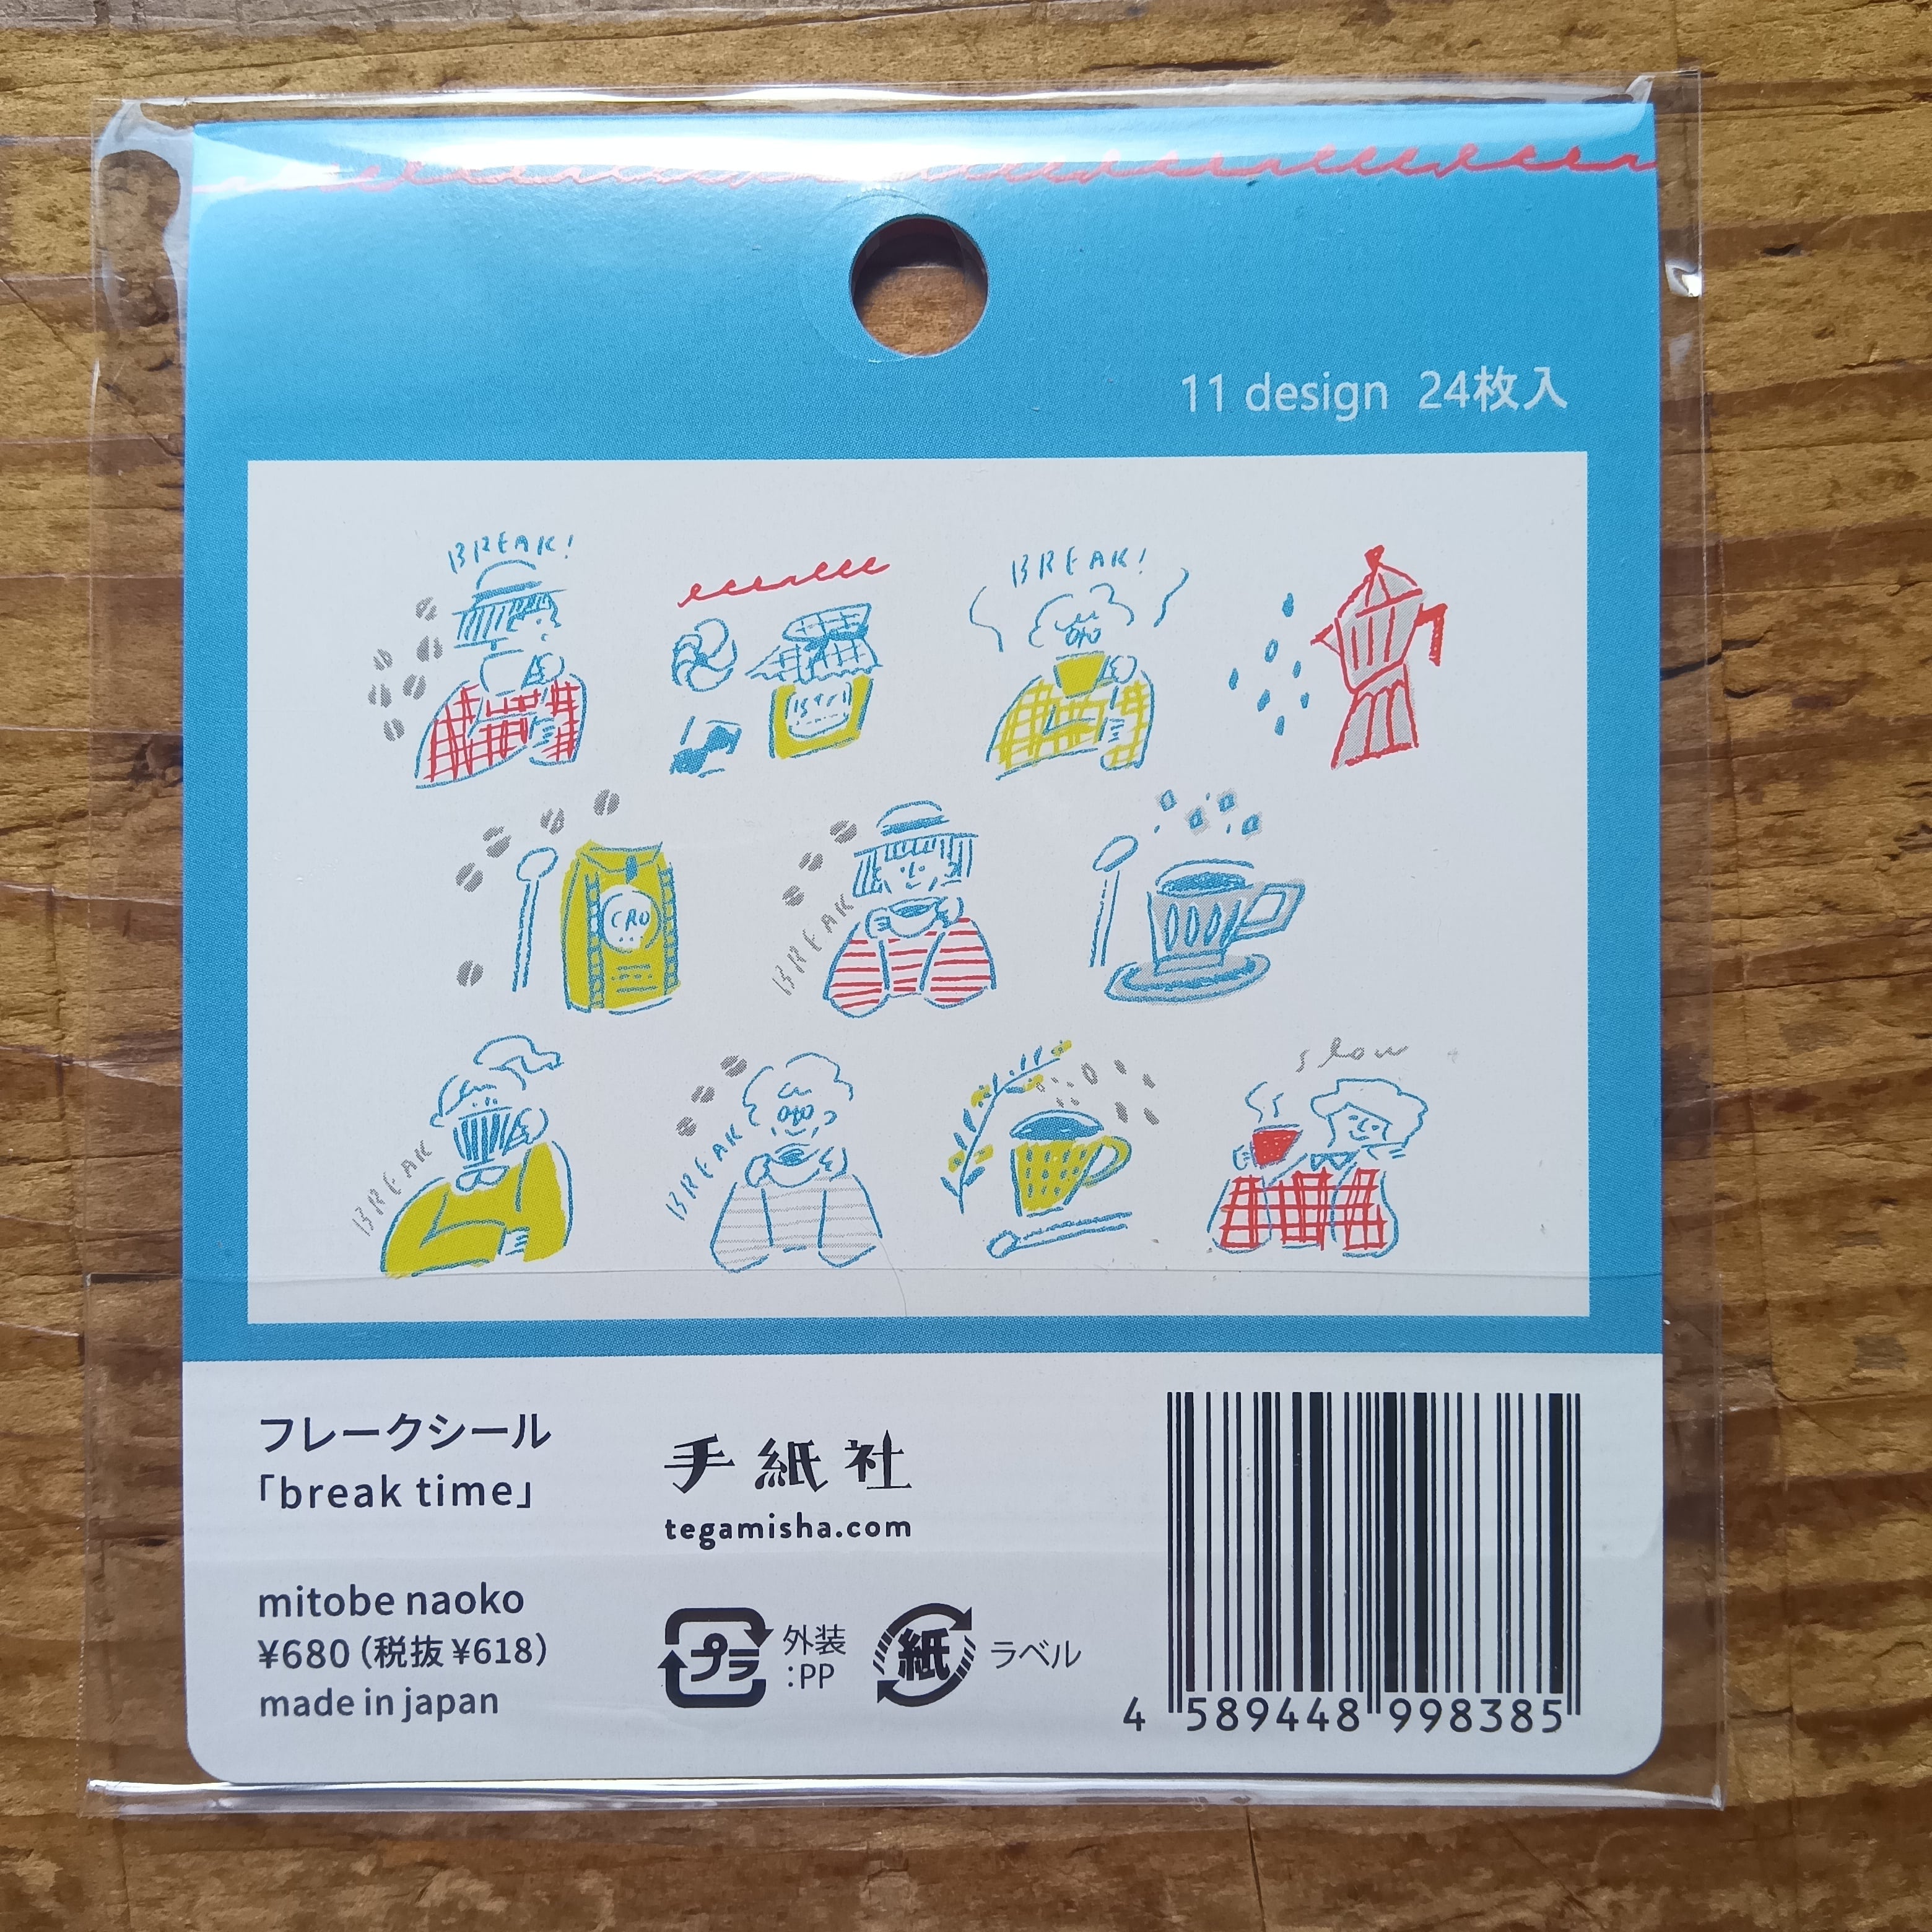 11 design 24枚入
BREAK!
BREAK!
CRO
BREAK
BREAK
BREAK
slow
フレークシール
「break time」
mitobe naoko
¥680（税抜 ¥618）
made in japan
手紙社
tegamisha.com
プラ
外装
:PP
紙
ラベル
4 589448 998385